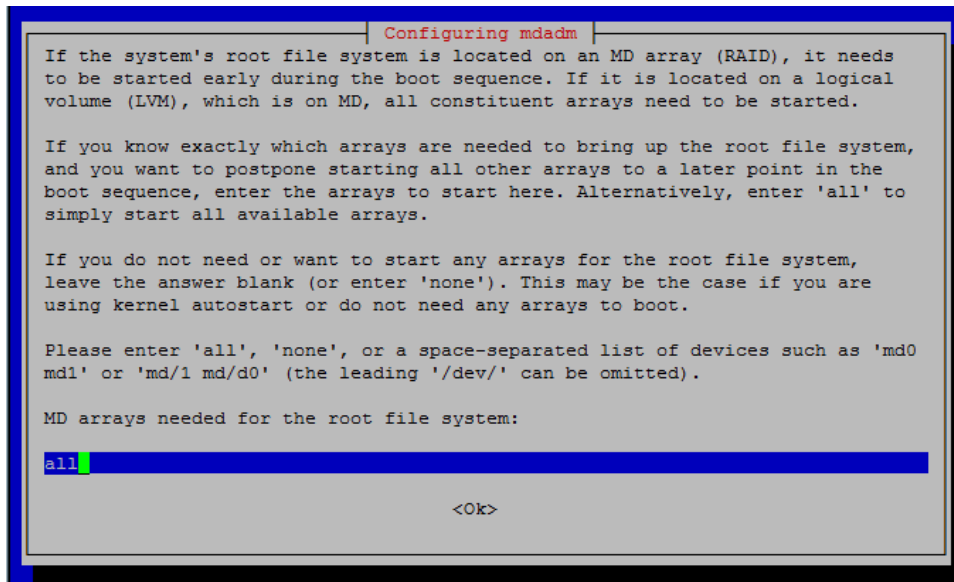 Configuring mdadm
If the system's root file system is located on an MD array (RAID), it needs
to be started early during the boot sequence. If it is located on a logical
volume (LVM), which is on MD, all constituent arrays need to be started.
If you know exactly which arrays are needed to bring up the root file system,
and you want to postpone starting all other arrays to a later point in the
boot sequence, enter the arrays to start here. Alternatively, enter 'all' to
simply start all available arrays.
If you do not need or want to start any arrays for the root file system,
leave the answer blank (or enter 'none'). This may be the case if you are
using kernel autostart or do not need any arrays to boot.
Please enter 'all', 'none', or a space-separated list of devices such as 'md0
md1' or 'md/1 md/d0' (the leading '/dev/' can be omitted).
MD arrays needed for the root file system:
all
<Ok>